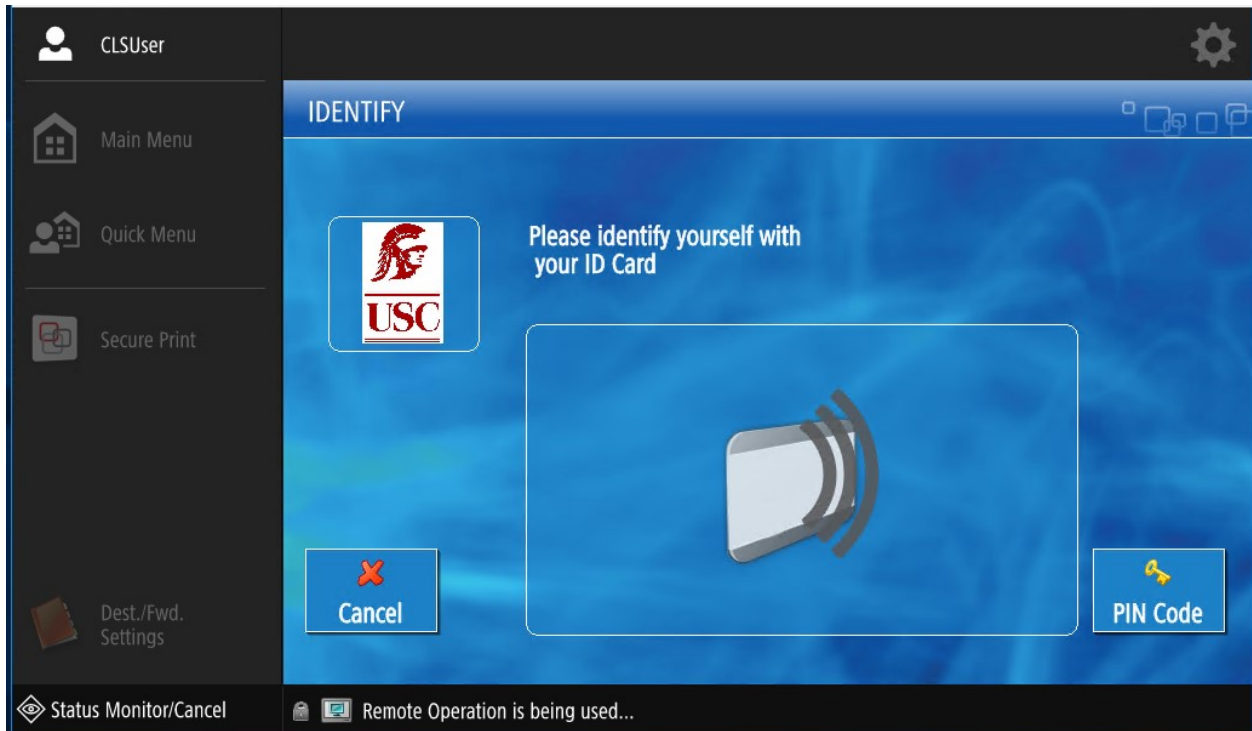 CLSUser
Main Menu
Quick Menu
Secure Print
Dest./Fwd.
Settings
Status Monitor/Cancel
IDENTIFY
USC
Please identify yourself with
your ID Card
Cancel
PIN Code
Remote Operation is being used...